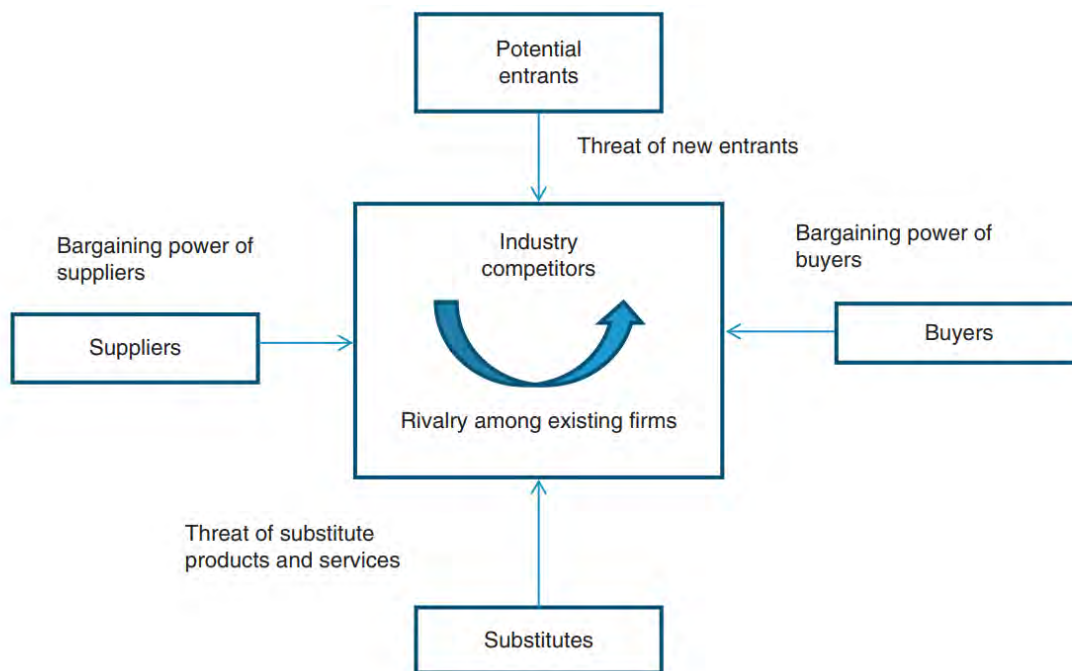 Potential
entrants
Threat of new entrants
Industry
competitors
Bargaining power of
suppliers
Bargaining power of
buyers
Suppliers
Buyers
Rivalry among existing firms
Threat of substitute
products and services
Substitutes